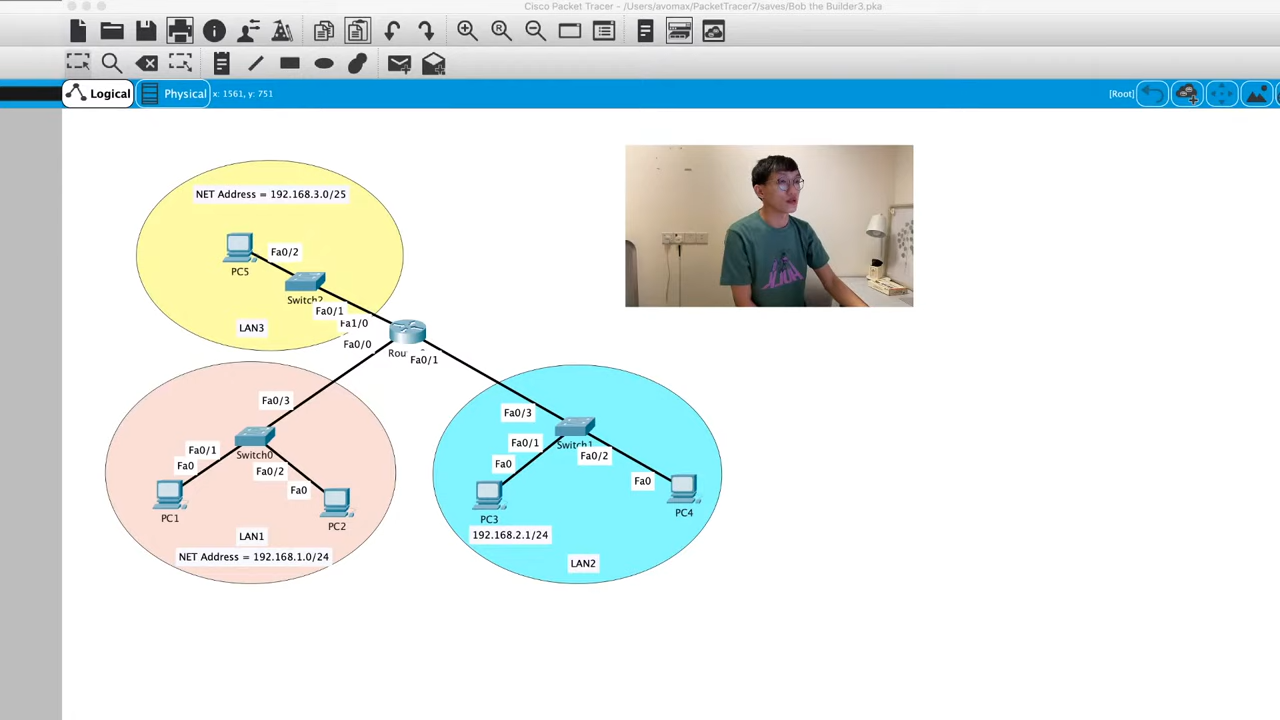 Cisco Packet Tracer - /Users/avomax/PacketTracer7/saves/Bob the Builder3.pka
Logical
Physical
x: 1561, y: 751
[Root]
NET Address = 192.168.3.0/25
Fa0/2
PC5
Fa0/1
Fa1/0
LAN3
Fa0/0
Rou
Fa0/1
Fa0/3
Fa0/1
Fa0
Switch0
Fa0/2
Fa0
PC1
PC2
LAN1
NET Address = 192.168.1.0/24
Fa0/3
Fa0/1
Switch1
Fa0/2
Fa0
Fa0
PC3
PC4
192.168.2.1/24
LAN2